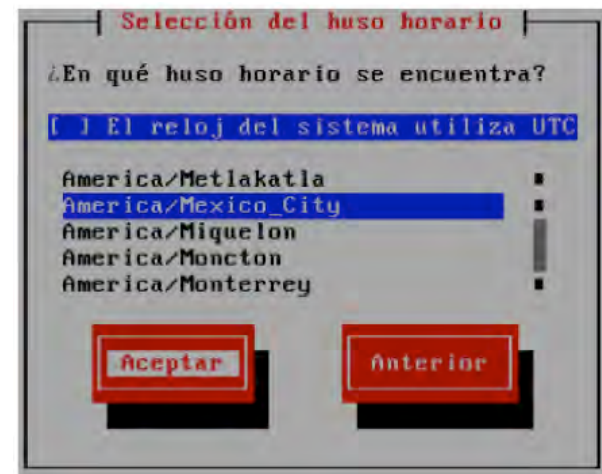 Selección del huso horario
¿En qué huso horario se encuentra?
[ ] El reloj del sistema utiliza UTC
America/Metlakatla
America/Mexico_City
America/Miquelon
America/Moncton
America/Monterrey
Aceptar
Anterior